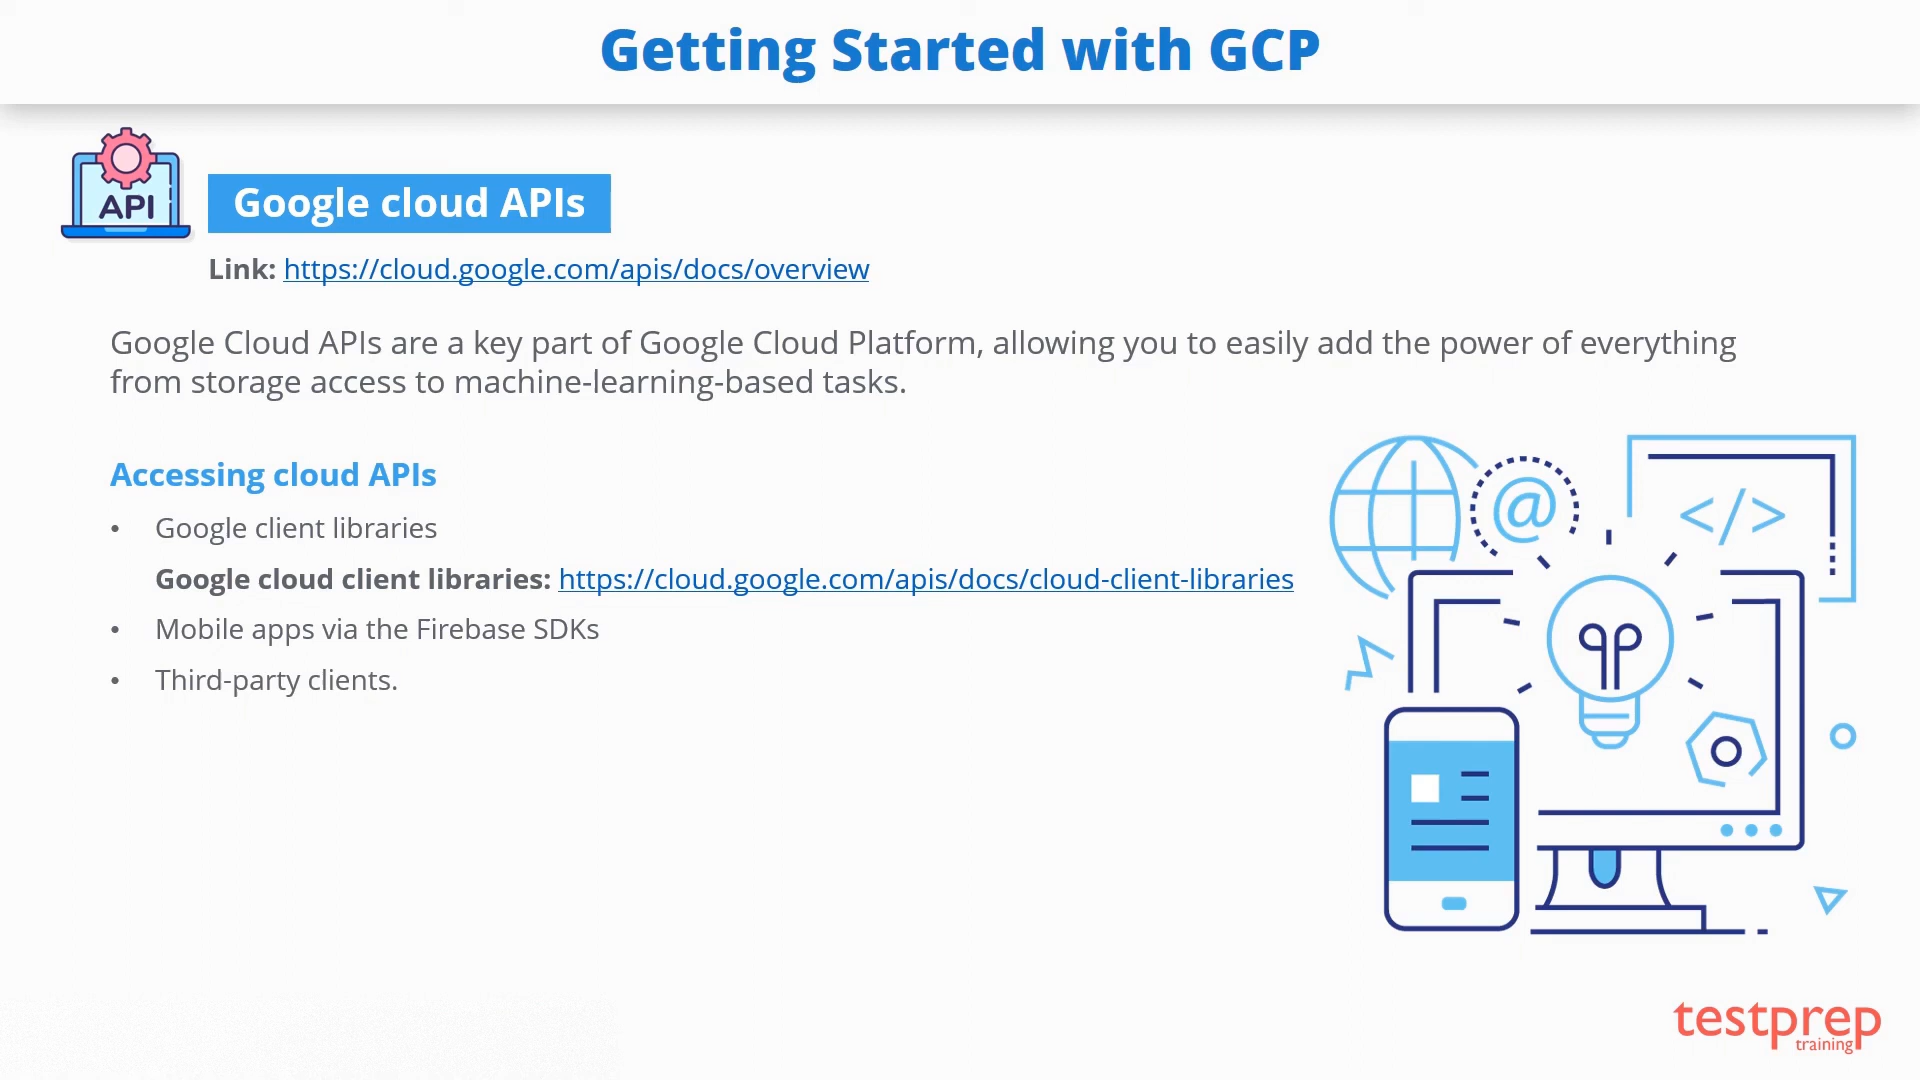 Getting Started with GCP
API
Google cloud APIs
Link: https://cloud.google.com/apis/docs/overview
Google Cloud APIs are a key part of Google Cloud Platform, allowing you to easily add the power of everything
from storage access to machine-learning-based tasks.
Accessing cloud APIs
• Google client libraries
Google cloud client libraries: https://cloud.google.com/apis/docs/cloud-client-libraries
• Mobile apps via the Firebase SDKs
• Third-party clients.
@
</>
testprep
training